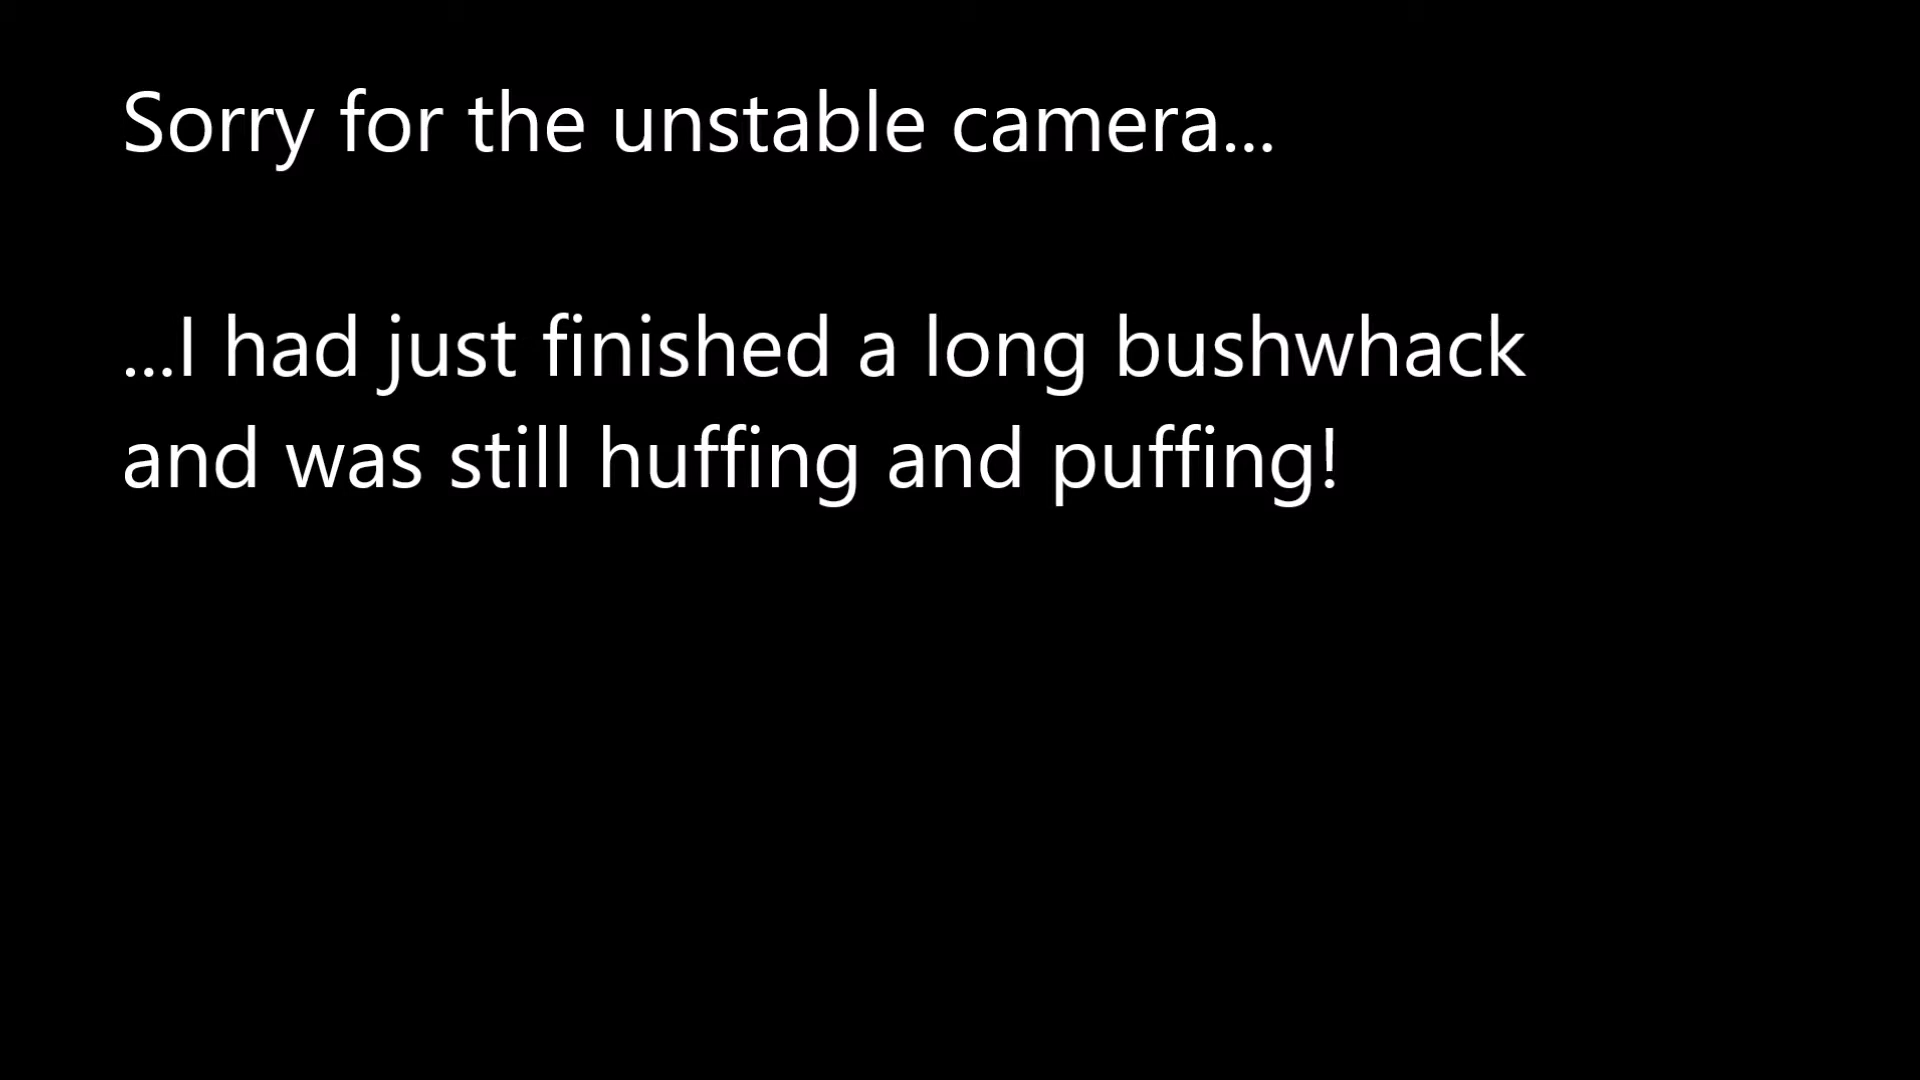 Sorry for the unstable camera...
...I had just finished a long bushwhack
and was still huffing and puffing!